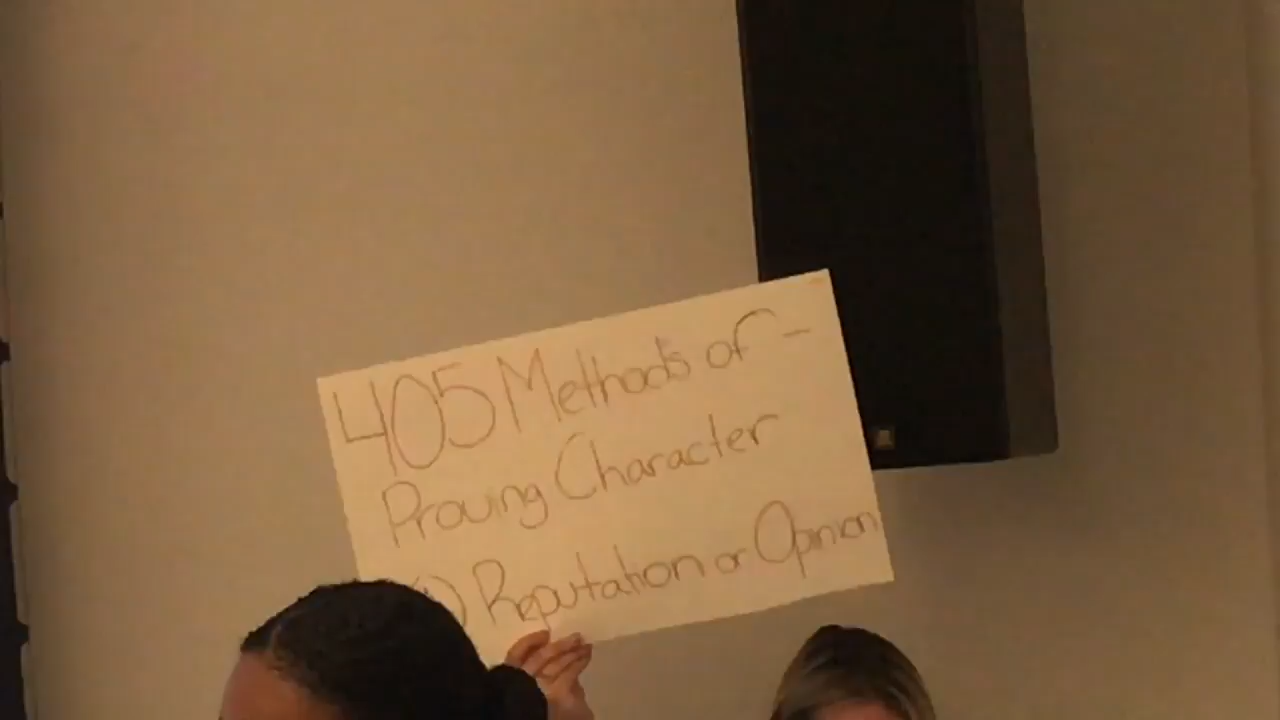 405 Methods of -
Proving Character
) Reputation or Opinion